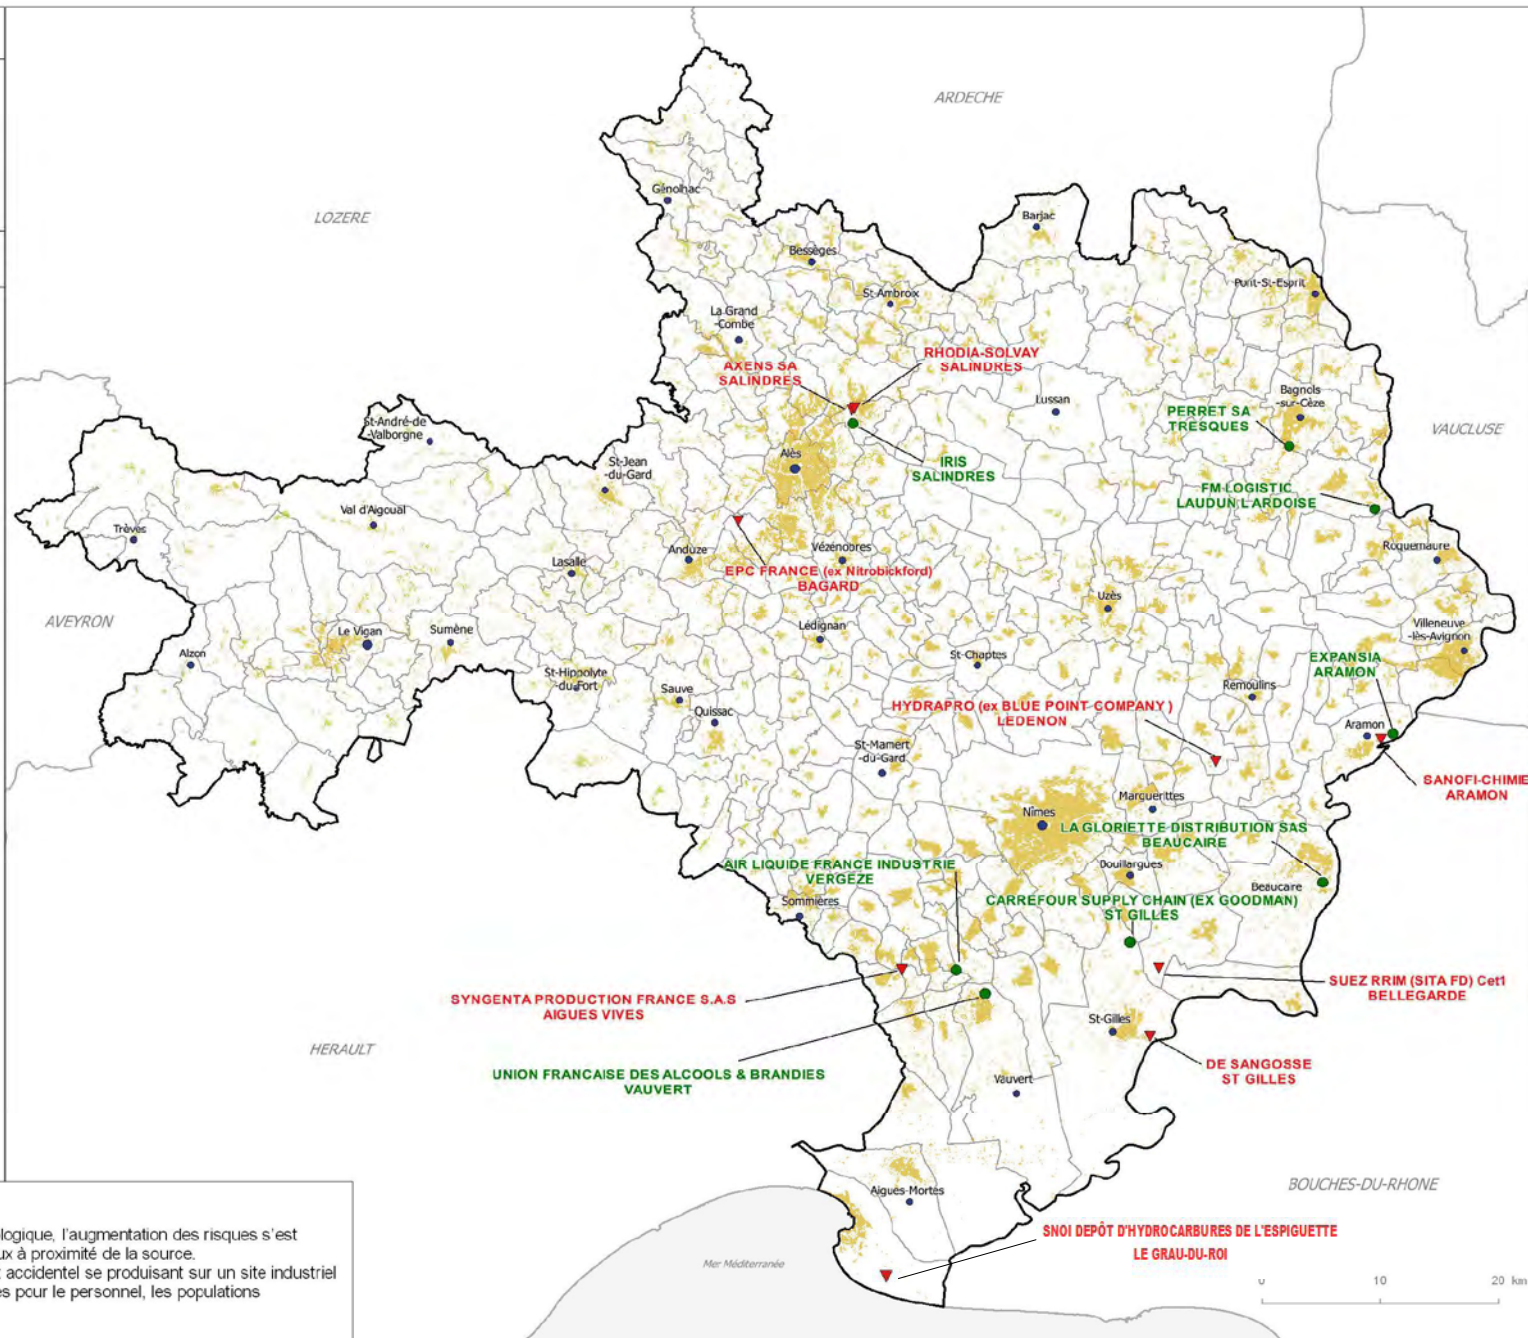 ARDECHE
LOZERE
Génolhac
Barjac
Bessèges
Pont-St-Esprit
St-Ambroix
La Grand
-Combe
RHODIA-SOLVAY
SALINDRES
AXENS SA
SALINDRES
Bagnols
-sur-Cèze
Lussan
PERRET SA
TRESQUES
St-André-de
-Valborgne
VAUCLUSE
Alès
IRIS
SALINDRES
St-Jean
-du-Gard
FM LOGISTIC
LAUDUN L'ARDOISE
Val d'Aigoual
Trèves
Roquemaure
Anduze
Vézénobres
Lasalle
EPC FRANCE (ex Nitrobickford)
BAGARD
Uzès
AVEYRON
Villeneuve
-lès-Avignon
Le Vigan
Sumène
Lédignan
Alzon
St-Chaptes
EXPANSIA
ARAMON
St-Hippolyte
-du-Fort
Sauve
Remoulins
Quissac
HYDRAPRO (ex BLUE POINT COMPANY )
LEDENON
Aramon
St-Mamert
-du-Gard
SANOFI-CHIMIE
ARAMON
Marguerittes
Nîmes
LA GLORIETTE DISTRIBUTION SAS
BEAUCAIRE
AIR LIQUIDE FRANCE INDUSTRIE
VERGEZE
Bouillargues
Beaucaire
Sommières
CARREFOUR SUPPLY CHAIN (EX GOODMAN)
ST GILLES
SUEZ RRIM (SITA FD) Cet1
BELLEGARDE
SYNGENTA PRODUCTION FRANCE S.A.S
AIGUES VIVES
St-Gilles
HERAULT
DE SANGOSSE
ST GILLES
UNION FRANCAISE DES ALCOOLS & BRANDIES
VAUVERT
Vauvert
BOUCHES-DU-RHONE
Aigues-Mortes
SNOI DEPÔT D'HYDROCARBURES DE L'ESPIGUETTE
LE GRAU-DU-ROI
Mer Méditerranée
0 10 20 km
logique, l'augmentation des risques s'est
ux à proximité de la source.
t accidentel se produisant sur un site industriel
es pour le personnel, les populations